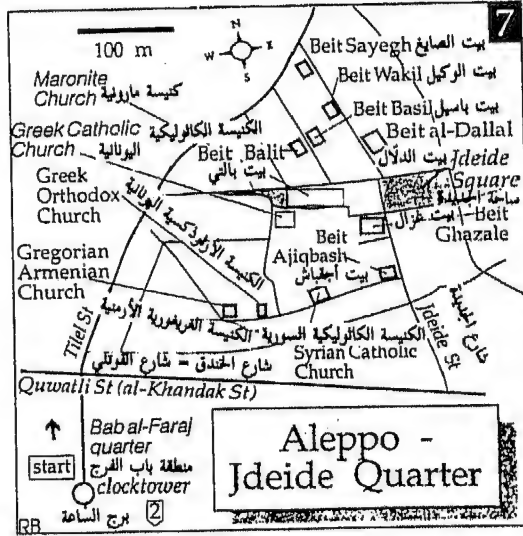 7
100 m
N
W
S
Beit Sayegh بيت الصايغ
Beit Wakil بيت الوكيل
Beit Basil بيت باسيل
Beit al-Dallal
بيت الدلال
Jdeide
Square
ساحة الجديدة
Maronite
Church كنيسة مارونية
Greek Catholic الكنيسة الكاثوليكية
Church اليونانية
Beit Balit
بيت بالتي
Greek
Orthodox
Church
الكنيسة الأرثوذكسية اليونانية
Beit
Ghazale
بيت غزال
Beit
Ajiqbash
بيت أجقباش
Gregorian
Armenian
Church
الكنيسة الغريغورية الأرمنية
الكنيسة الكاثوليكية السورية
Syrian Catholic
Church
Tilel St
Jdeide St
شارع الجديدة
شارع الخندق = شارع القوتلي
Quwatli St (al-Khandak St)
Bab al-Faraj
quarter
منطقة باب الفرج
start
clocktower
برج الساعة
2
RB
Aleppo -
Jdeide Quarter